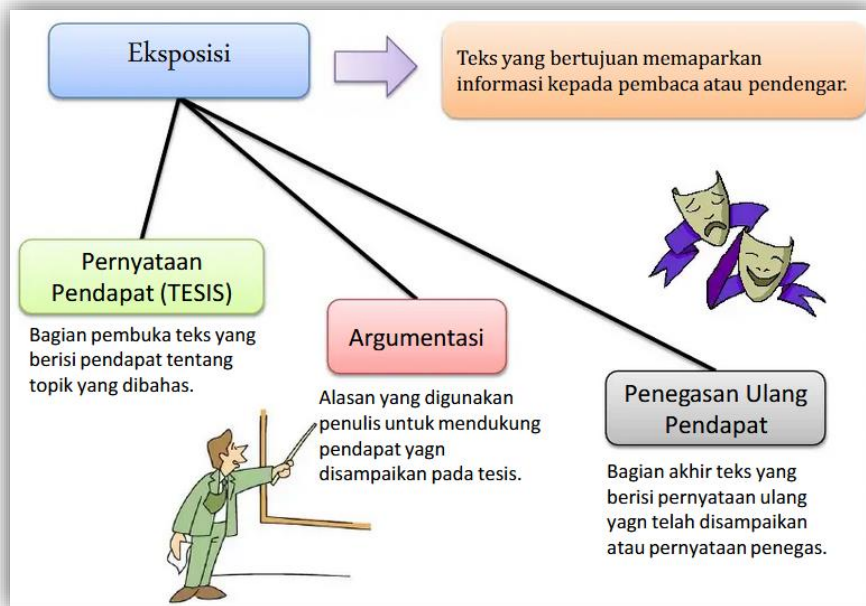 Eksposisi
Teks yang bertujuan memaparkan
informasi kepada pembaca atau pendengar.
Pernyataan
Pendapat (TESIS)
Bagian pembuka teks yang
berisi pendapat tentang
topik yang dibahas.
Argumentasi
Alasan yang digunakan
penulis untuk mendukung
pendapat yagn
disampaikan pada tesis.
Penegasan Ulang
Pendapat
Bagian akhir teks yang
berisi pernyataan ulang
yagn telah disampaikan
atau pernyataan penegas.